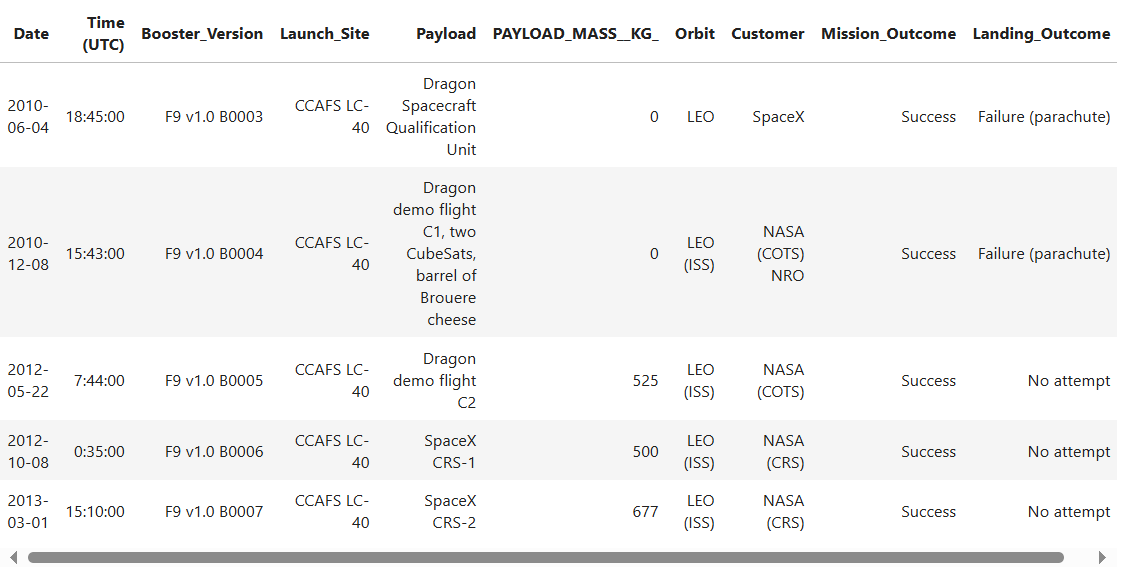 Date Time (UTC) Booster_Version Launch_Site Payload PAYLOAD_MASS__KG_ Orbit Customer Mission_Outcome Landing_Outcome
2010-06-04 18:45:00 F9 v1.0 B0003 CCAFS LC-40 Dragon Spacecraft Qualification Unit 0 LEO SpaceX Success Failure (parachute)
2010-12-08 15:43:00 F9 v1.0 B0004 CCAFS LC-40 Dragon demo flight C1, two CubeSats, barrel of Brouere cheese 0 LEO (ISS) NASA (COTS) NRO Success Failure (parachute)
2012-05-22 7:44:00 F9 v1.0 B0005 CCAFS LC-40 Dragon demo flight C2 525 LEO (ISS) NASA (COTS) Success No attempt
2012-10-08 0:35:00 F9 v1.0 B0006 CCAFS LC-40 SpaceX CRS-1 500 LEO (ISS) NASA (CRS) Success No attempt
2013-03-01 15:10:00 F9 v1.0 B0007 CCAFS LC-40 SpaceX CRS-2 677 LEO (ISS) NASA (CRS) Success No attempt